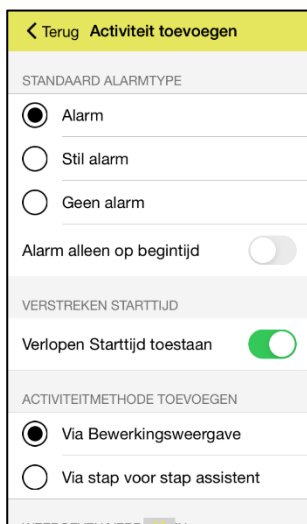 Terug Activiteit toevoegen
STANDAARD ALARMTYPE
Alarm
Stil alarm
Geen alarm
Alarm alleen op begintijd
VERSTREKEN STARTTIJD
Verlopen Starttijd toestaan
ACTIVITEITMETHODE TOEVOEGEN
Via Bewerkingsweergave
Via stap voor stap assistent